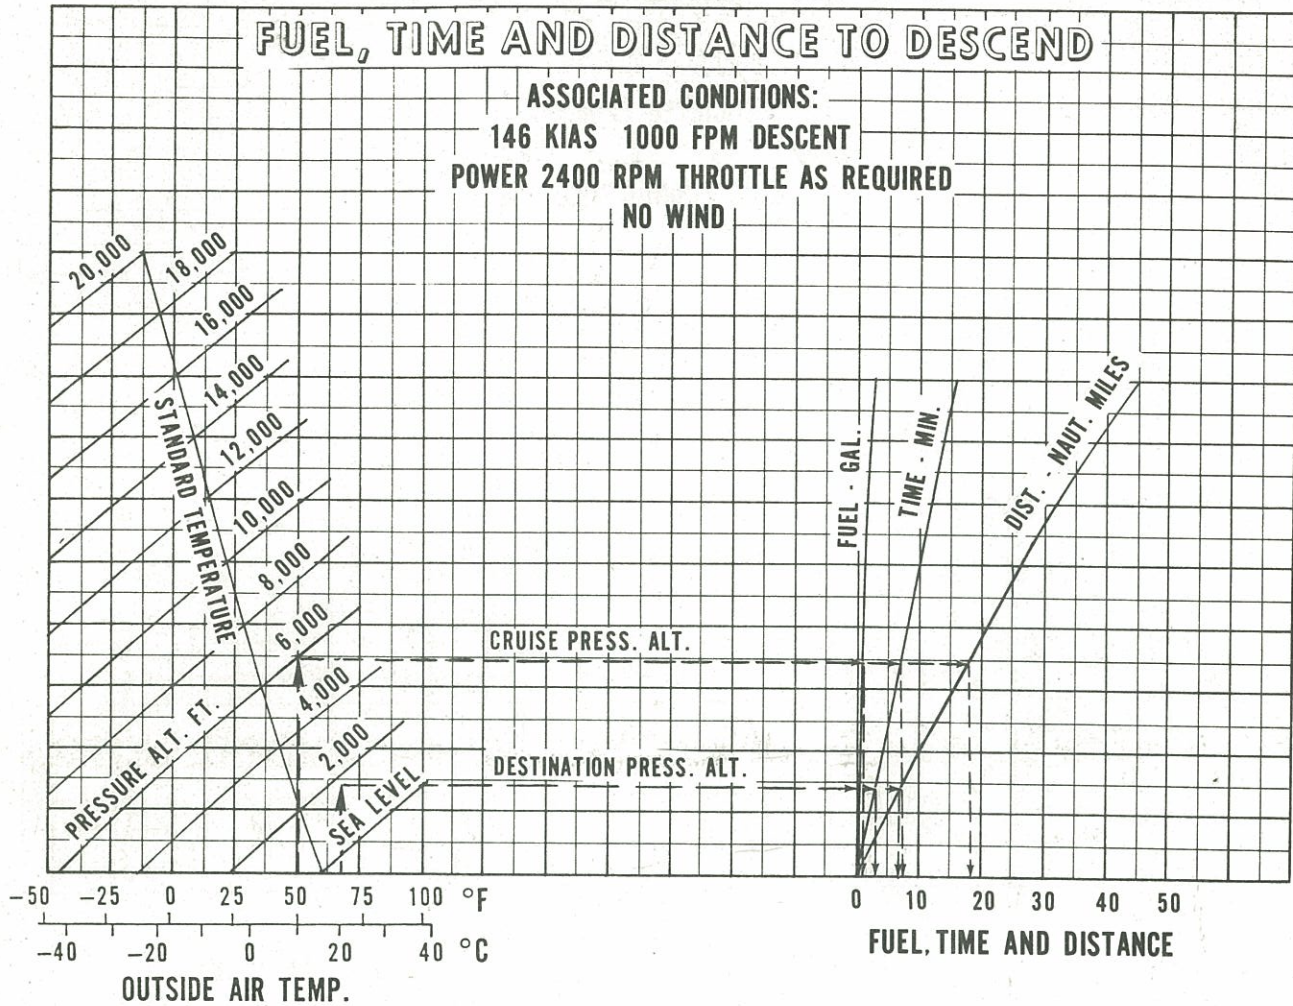 FUEL, TIME AND DISTANCE TO DESCEND
ASSOCIATED CONDITIONS:
146 KIAS 1000 FPM DESCENT
POWER 2400 RPM THROTTLE AS REQUIRED
NO WIND
20,000
18,000
16,000
14,000
12,000
10,000
8,000
6,000
4,000
2,000
SEA LEVEL
STANDARD TEMPERATURE
PRESSURE ALT. FT.
CRUISE PRESS. ALT.
DESTINATION PRESS. ALT.
FUEL - GAL.
TIME - MIN.
DIST. - NAUT. MILES
-50 -25 0 25 50 75 100 °F
-40 -20 0 20 40 °C
OUTSIDE AIR TEMP.
0 10 20 30 40 50
FUEL, TIME AND DISTANCE